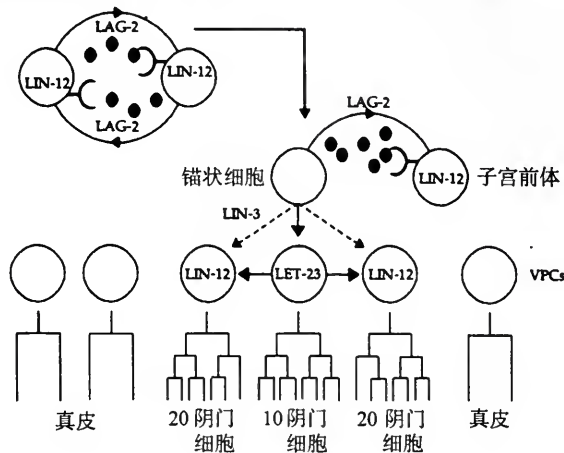 LAG-2
LIN-12
LIN-12
LAG-2
LAG-2
锚状细胞
LIN-12
子宫前体
LIN-3
LIN-12
LET-23
LIN-12
VPCs
真皮
20 阴门
细胞
10 阴门
细胞
20 阴门
细胞
真皮